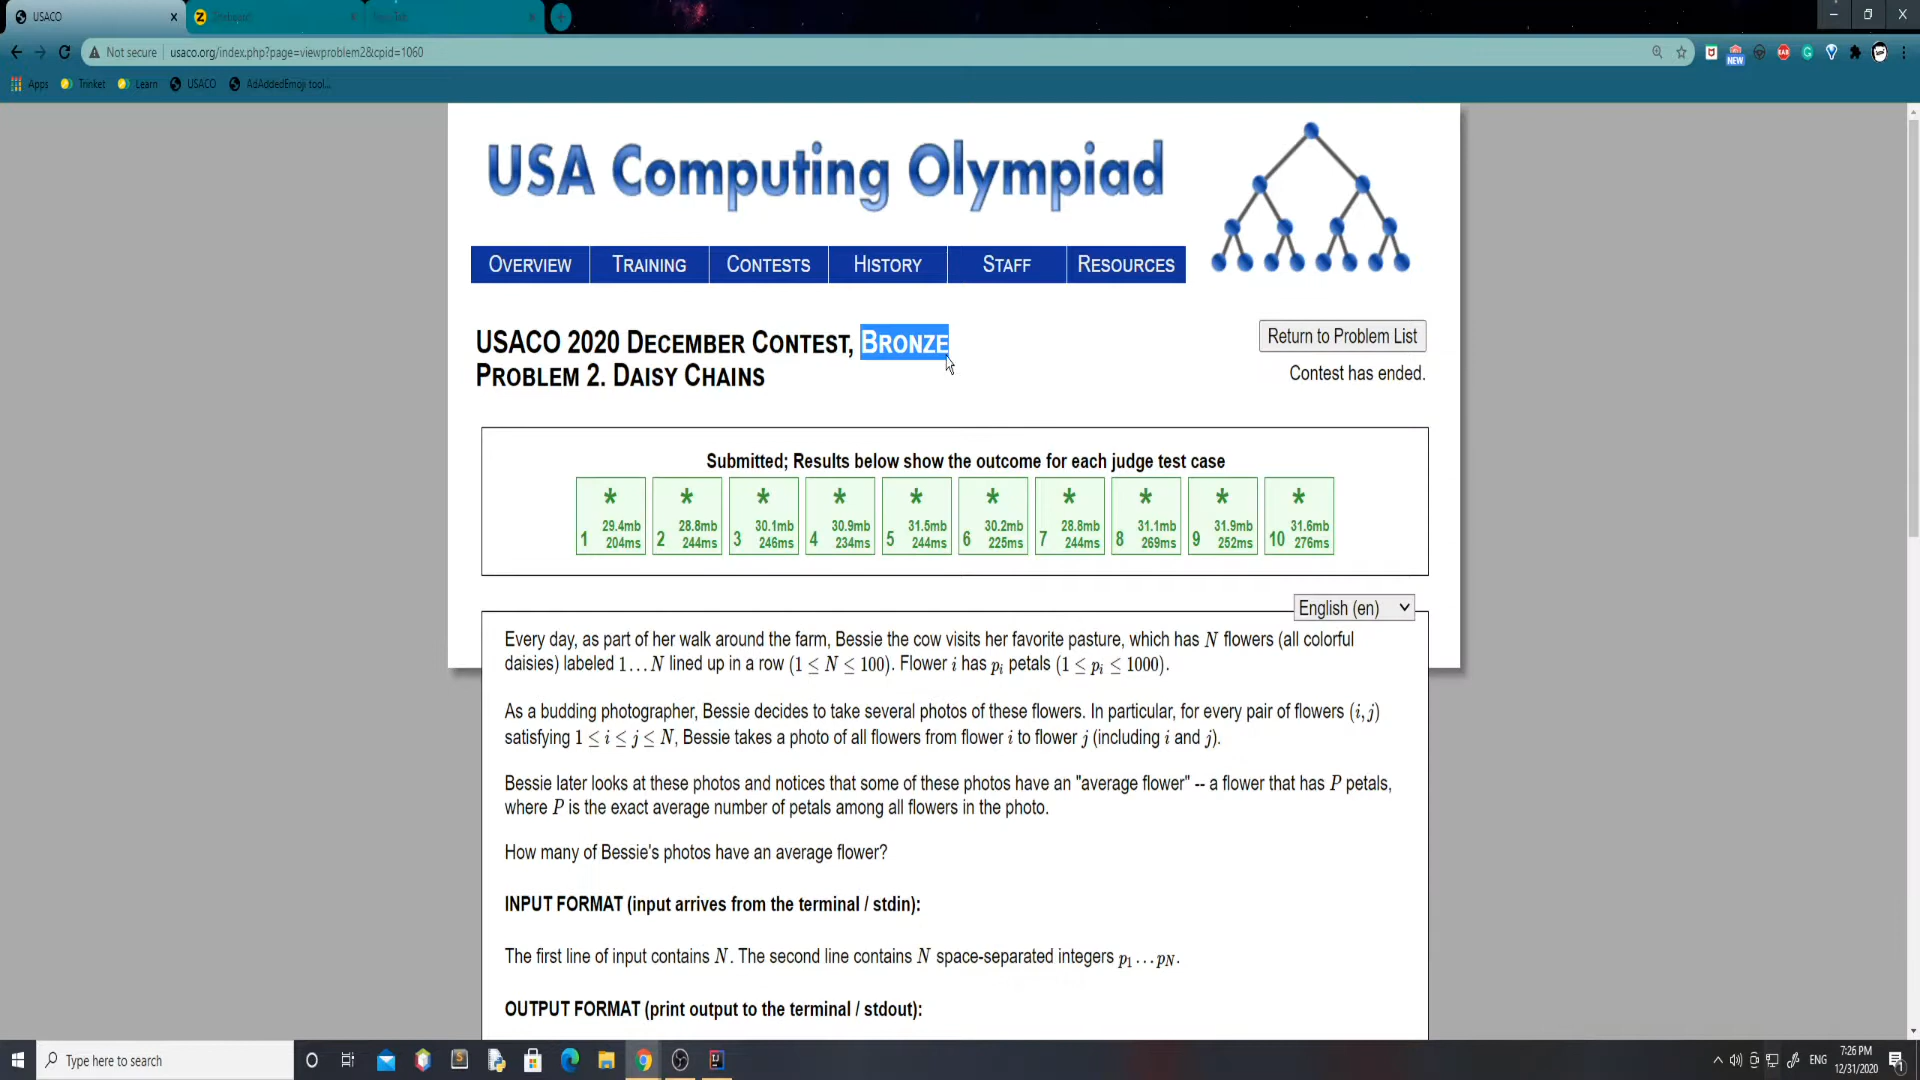 USACO
Not secure
usaco.org/index.php?page=viewproblem2&cpid=1060
NEW
Apps
Trinket
Learn
USACO
AdAddedEmoji tool...
USA Computing Olympiad
OVERVIEW
TRAINING
CONTESTS
HISTORY
STAFF
RESOURCES
USACO 2020 DECEMBER CONTEST, BRONZE
PROBLEM 2. DAISY CHAINS
Return to Problem List
Contest has ended.
Submitted; Results below show the outcome for each judge test case
* * * * * * * * * *
29.4mb 28.8mb 30.1mb 30.9mb 31.5mb 30.2mb 28.8mb 31.1mb 31.9mb 31.6mb
1 204ms 2 244ms 3 246ms 4 234ms 5 244ms 6 225ms 7 244ms 8 269ms 9 252ms 10 276ms
English (en)
Every day, as part of her walk around the farm, Bessie the cow visits her favorite pasture, which has N flowers (all colorful
daisies) labeled 1…N lined up in a row (1 ≤ N ≤ 100). Flower i has pᵢ petals (1 ≤ pᵢ ≤ 1000).
As a budding photographer, Bessie decides to take several photos of these flowers. In particular, for every pair of flowers (i, j)
satisfying 1 ≤ i ≤ j ≤ N, Bessie takes a photo of all flowers from flower i to flower j (including i and j).
Bessie later looks at these photos and notices that some of these photos have an "average flower" -- a flower that has P petals,
where P is the exact average number of petals among all flowers in the photo.
How many of Bessie's photos have an average flower?
INPUT FORMAT (input arrives from the terminal / stdin):
The first line of input contains N. The second line contains N space-separated integers p₁…p_N.
OUTPUT FORMAT (print output to the terminal / stdout):
Type here to search
ENG
7:26 PM
12/31/2020